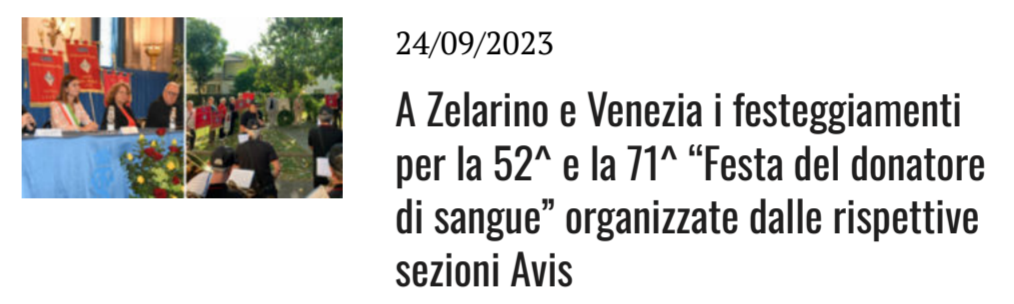 24/09/2023
A Zelarino e Venezia i festeggiamenti
per la 52^ e la 71^ “Festa del donatore
di sangue” organizzate dalle rispettive
sezioni Avis